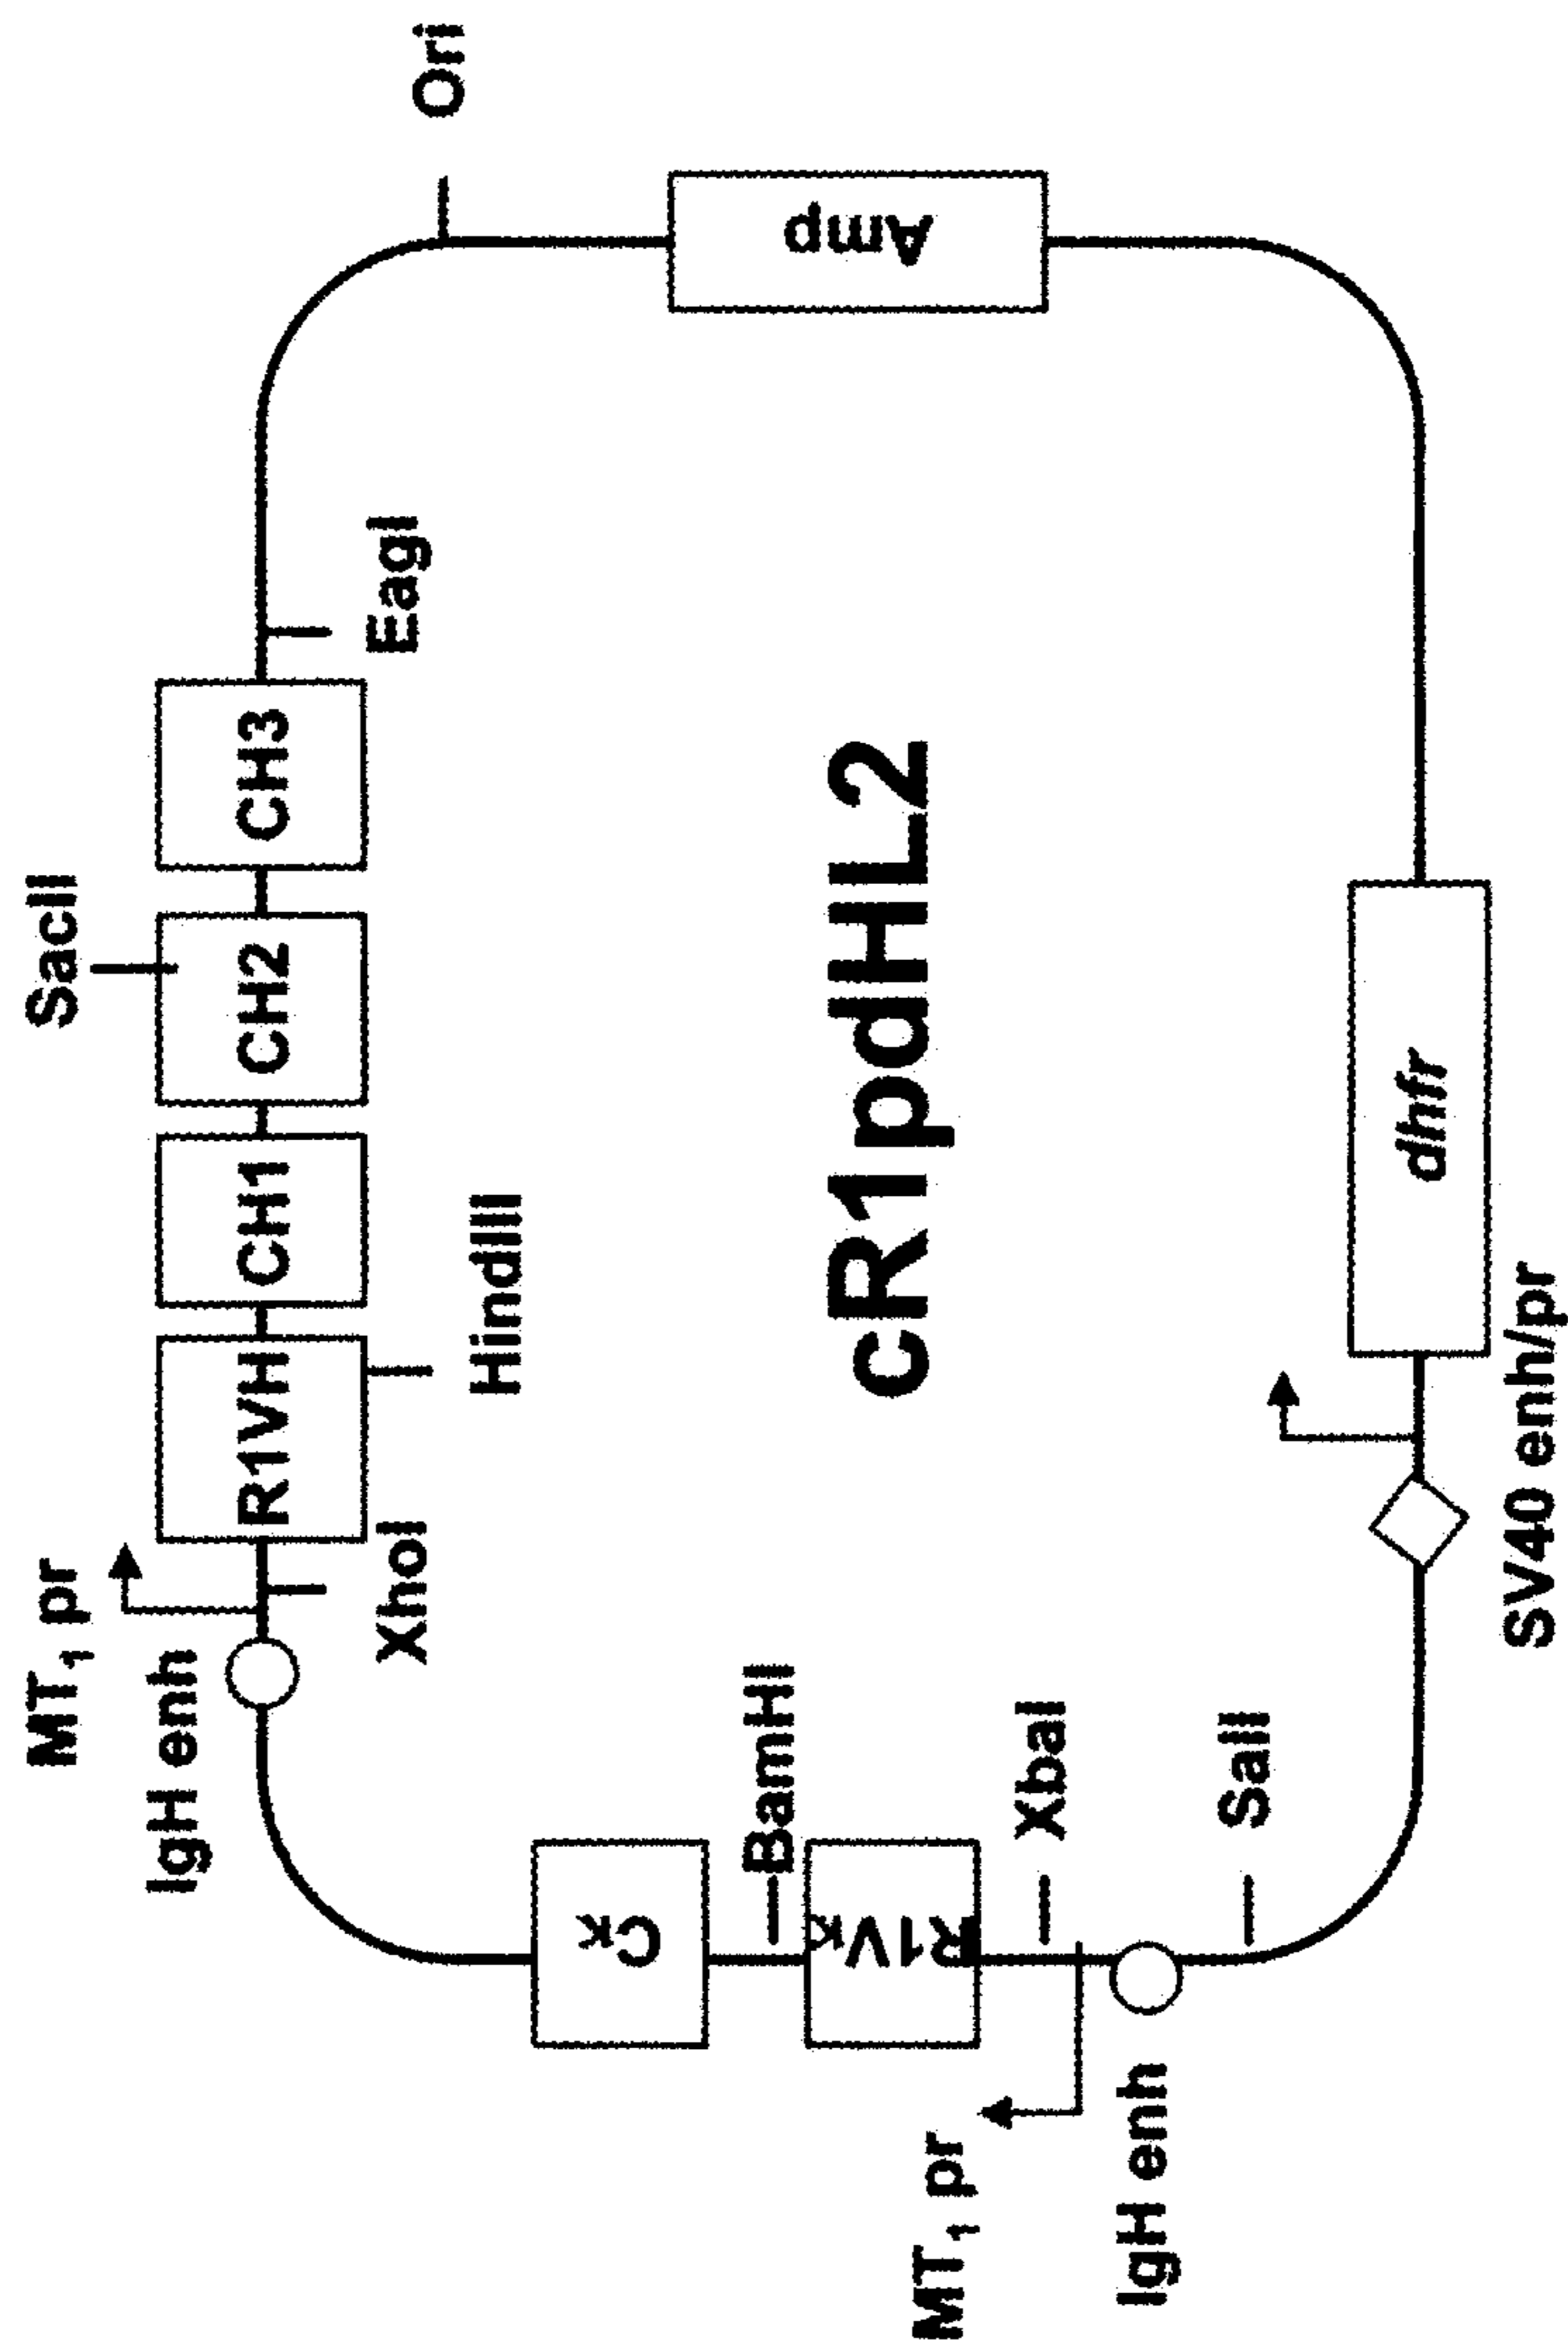 MT1 pr
IgH enh
XhoI
R1VH
HindIII
CH1
SacII
CH2
CH3
EagI
Ori
Amp
cR1pdHL2
Cκ
BamHI
R1Vκ
XbaI
MT1 pr
IgH enh
SalI
SV40 enh/pr
dhfr